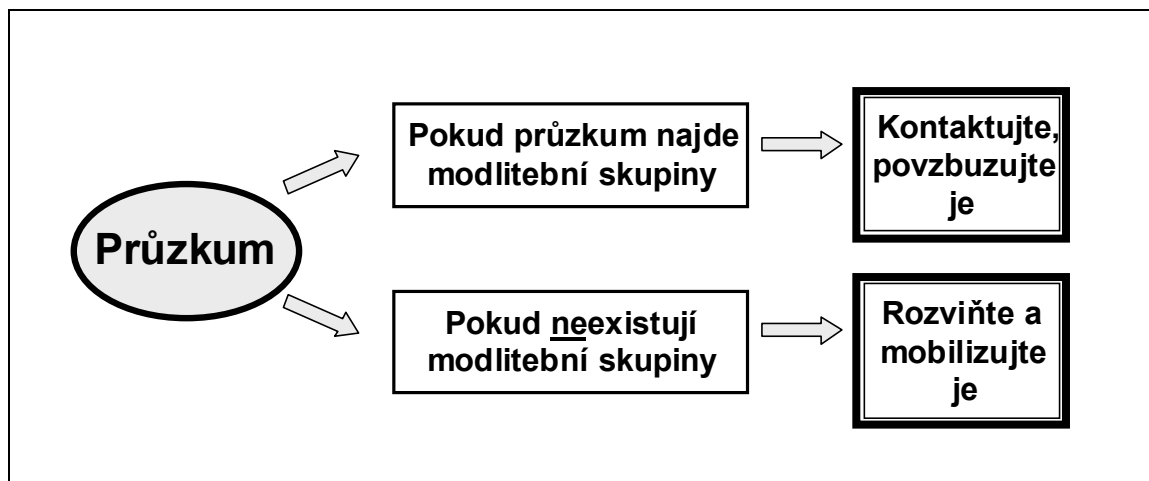 Průzkum
Pokud průzkum najde
modlitební skupiny
Kontaktujte,
povzbuzujte
je
Pokud neexistují
modlitební skupiny
Rozviňte a
mobilizujte
je